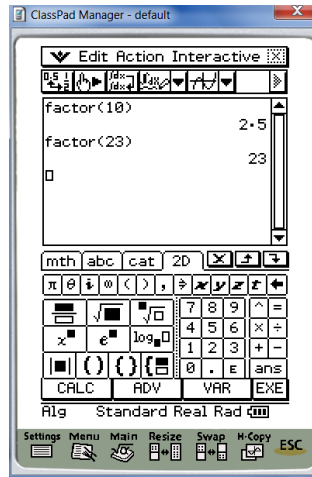 ClassPad Manager - default
Edit Action Interactive
factor(10)
2·5
factor(23)
23
mth abc cat 2D
π θ i ∞ ( ) , ⇒ x y z t
√■ ■√□ 7 8 9 ^ =
x■ e■ log■□ 4 5 6 × ÷
1 2 3 + -
|■| () {} {■ 0 . E ans
CALC ADV VAR EXE
Alg Standard Real Rad
Settings Menu Main Resize Swap H-Copy ESC